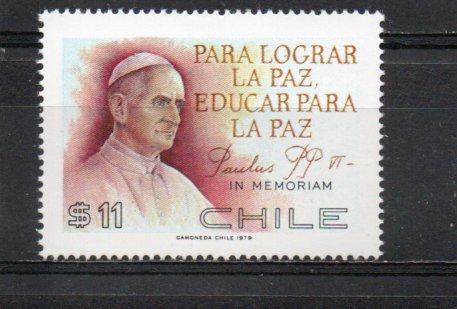 PARA LOGRAR
LA PAZ,
EDUCAR PARA
LA PAZ
Paulus PP VI-
IN MEMORIAM
$11 CHILE
CAMONEDA CHILE 1979